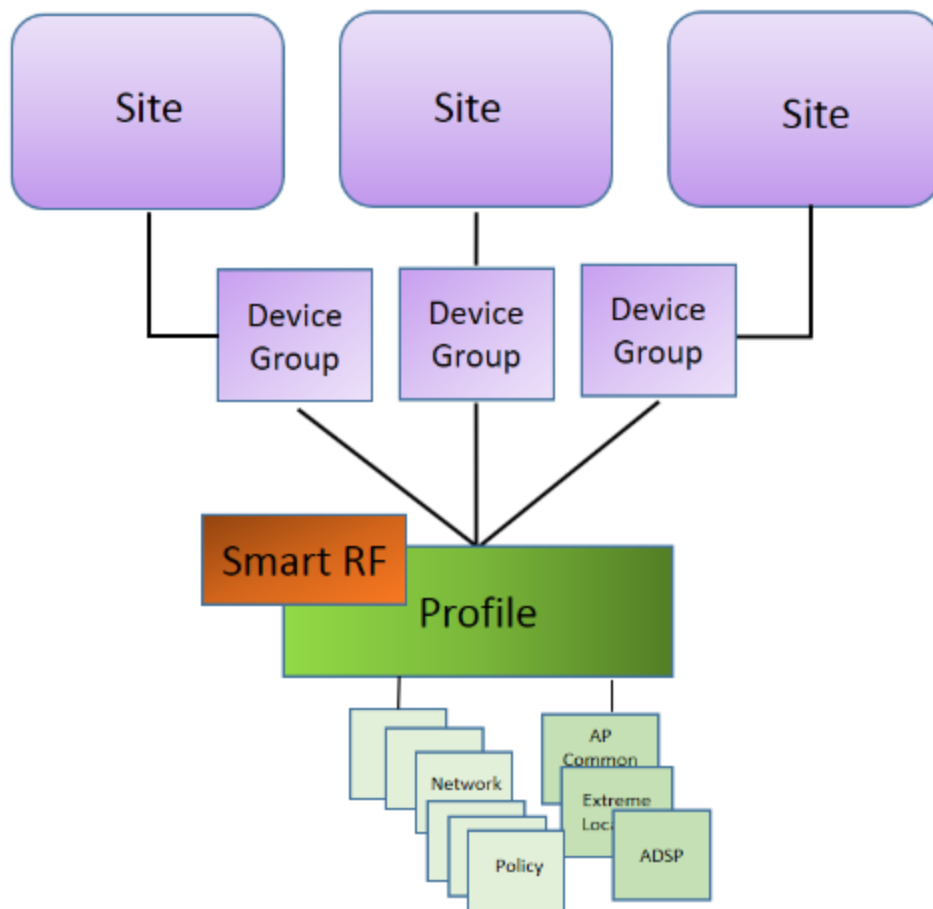 Site
Site
Site
Device
Group
Device
Group
Device
Group
Smart RF
Profile
Network
Policy
AP
Common
Extreme
ADSP